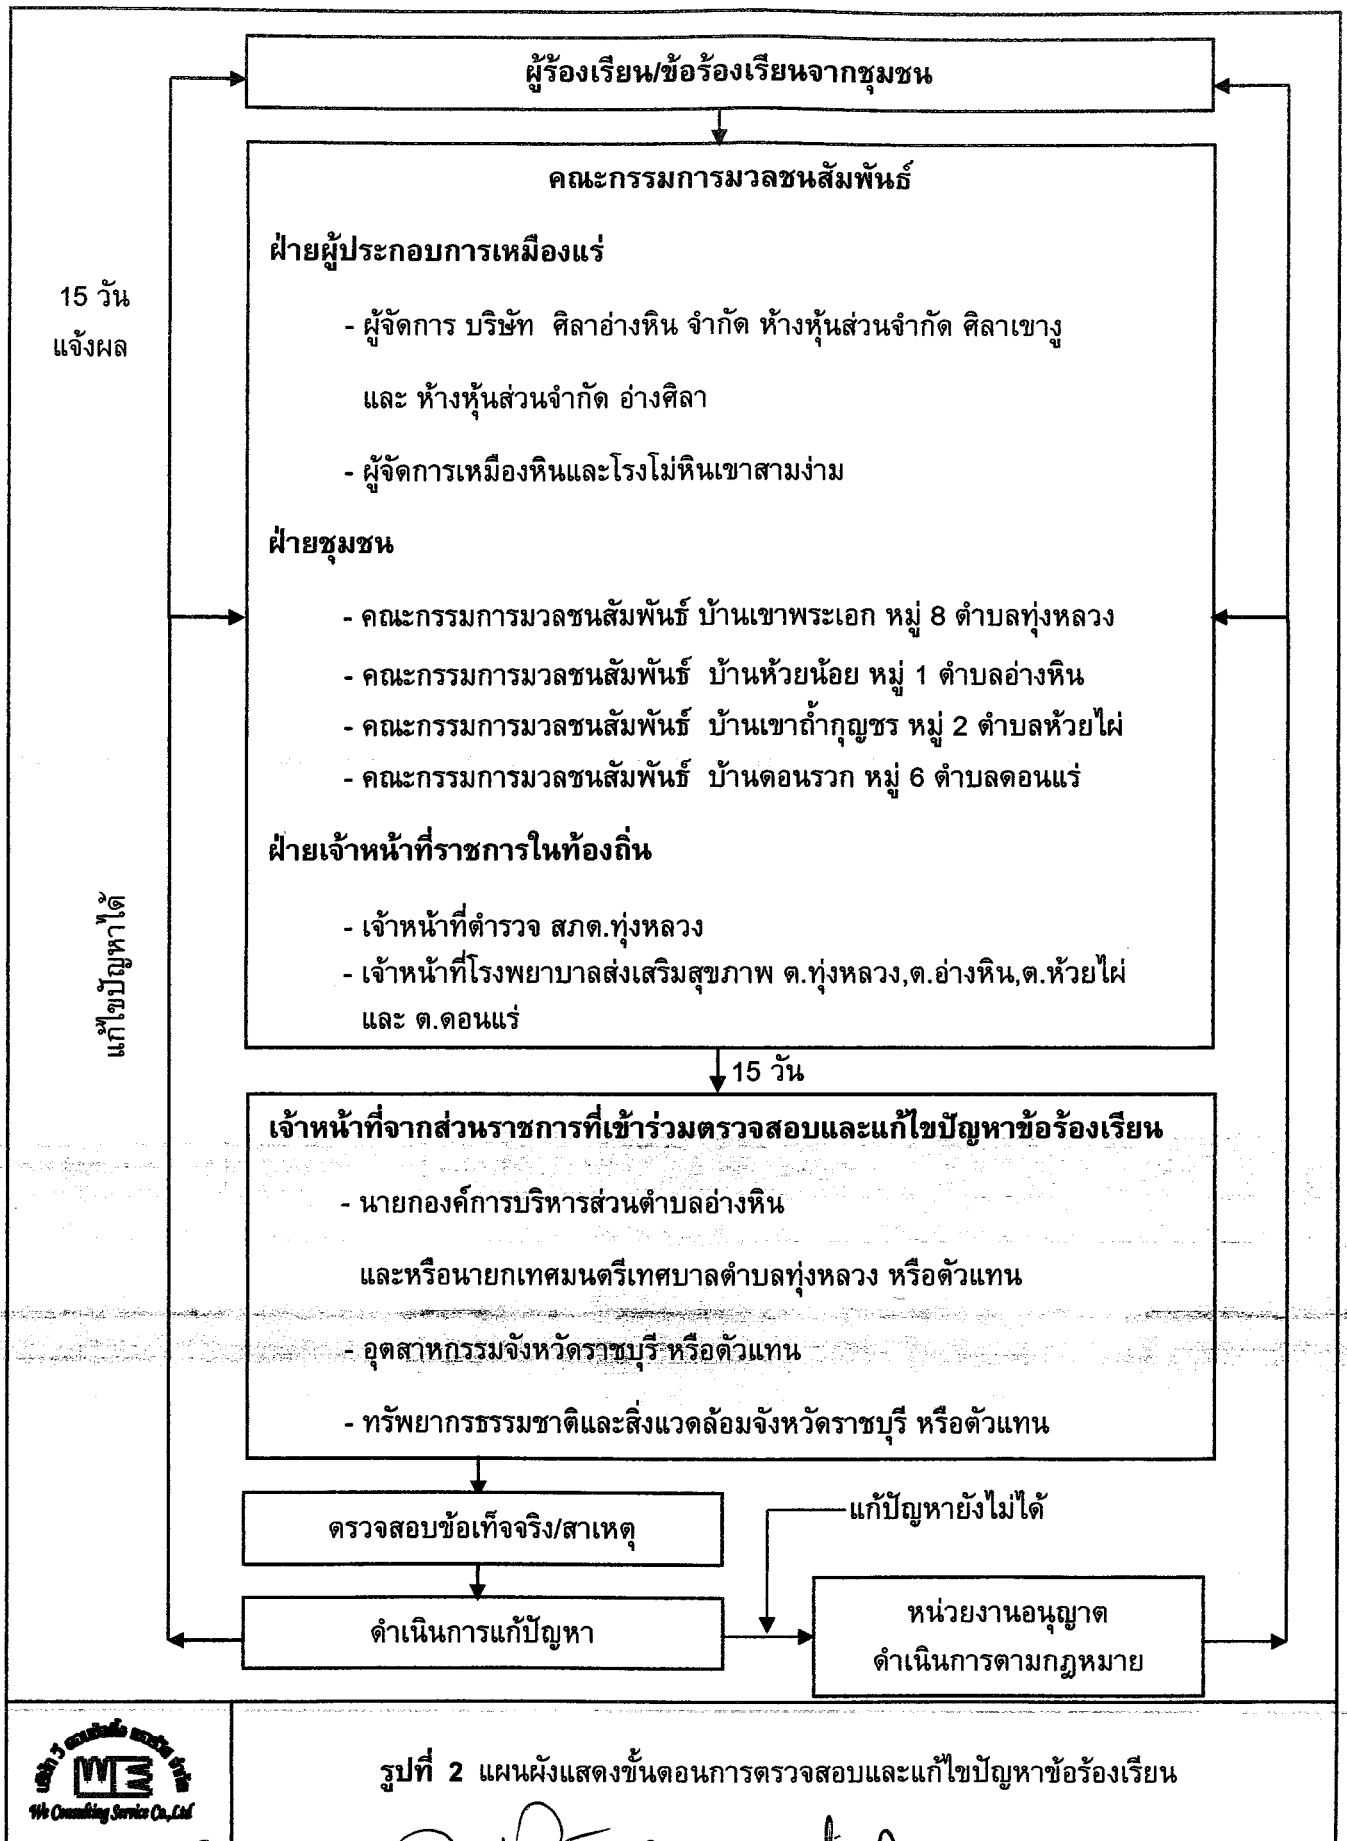 ผู้ร้องเรียน/ข้อร้องเรียนจากชุมชน
คณะกรรมการมวลชนสัมพันธ์
ฝ่ายผู้ประกอบการเหมืองแร่
- ผู้จัดการ บริษัท ศิลาอ่างหิน จำกัด ห้างหุ้นส่วนจำกัด ศิลาเขางู
และ ห้างหุ้นส่วนจำกัด อ่างศิลา
- ผู้จัดการเหมืองหินและโรงโม่หินเขาสามง่าม
15 วัน
แจ้งผล
ฝ่ายชุมชน
- คณะกรรมการมวลชนสัมพันธ์ บ้านเขาพระเอก หมู่ 8 ตำบลทุ่งหลวง
- คณะกรรมการมวลชนสัมพันธ์ บ้านห้วยน้อย หมู่ 1 ตำบลอ่างหิน
- คณะกรรมการมวลชนสัมพันธ์ บ้านเขาถ้ำกุญชร หมู่ 2 ตำบลห้วยไผ่
- คณะกรรมการมวลชนสัมพันธ์ บ้านดอนรวก หมู่ 6 ตำบลดอนแร่
ฝ่ายเจ้าหน้าที่ราชการในท้องถิ่น
- เจ้าหน้าที่ตำรวจ สภต.ทุ่งหลวง
- เจ้าหน้าที่โรงพยาบาลส่งเสริมสุขภาพ ต.ทุ่งหลวง,ต.อ่างหิน,ต.ห้วยไผ่
และ ต.ดอนแร่
แก้ไขปัญหาได้
15 วัน
เจ้าหน้าที่จากส่วนราชการที่เข้าร่วมตรวจสอบและแก้ไขปัญหาข้อร้องเรียน
- นายกองค์การบริหารส่วนตำบลอ่างหิน
และหรือนายกเทศมนตรีเทศบาลตำบลทุ่งหลวง หรือตัวแทน
- อุตสาหกรรมจังหวัดราชบุรี หรือตัวแทน
- ทรัพยากรธรรมชาติและสิ่งแวดล้อมจังหวัดราชบุรี หรือตัวแทน
แก้ปัญหายังไม่ได้
ตรวจสอบข้อเท็จจริง/สาเหตุ
ดำเนินการแก้ปัญหา
หน่วยงานอนุญาต
ดำเนินการตามกฎหมาย
บริษัท วี คอนซัลติ้ง เซอร์วิส จำกัด
WE
We Consulting Service Co.,Ltd
รูปที่ 2 แผนผังแสดงขั้นตอนการตรวจสอบและแก้ไขปัญหาข้อร้องเรียน